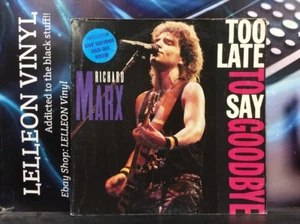 LELLEON VINYL
Addicted to the black stuff!!
Ebay Shop: LELLEON Vinyl
RICHARD
MARX
TOO
LATE
TO
SAY
GOODBYE